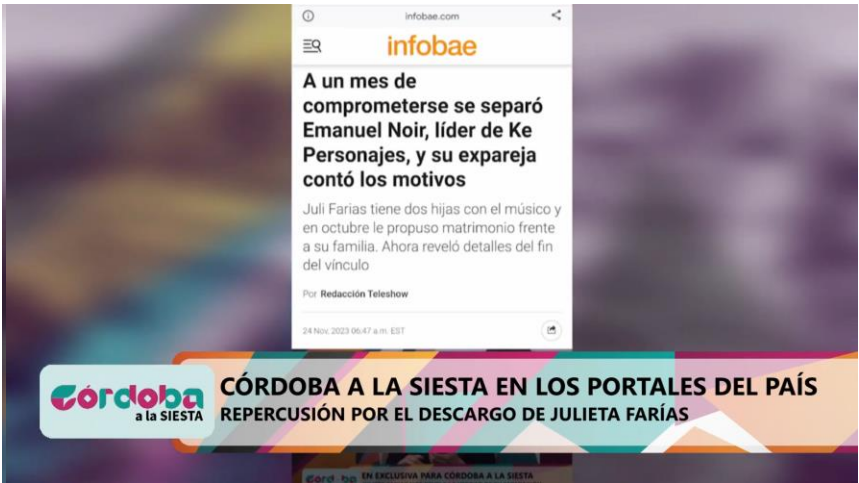 infobae.com
infobae
A un mes de
comprometerse se separó
Emanuel Noir, líder de Ke
Personajes, y su expareja
contó los motivos
Juli Farias tiene dos hijas con el músico y
en octubre le propuso matrimonio frente
a su familia. Ahora reveló detalles del fin
del vínculo
Por Redacción Teleshow
24 Nov, 2023 06:47 a.m. EST
Córdoba
a la SIESTA
CÓRDOBA A LA SIESTA EN LOS PORTALES DEL PAÍS
REPERCUSIÓN POR EL DESCARGO DE JULIETA FARÍAS
EN EXCLUSIVA PARA CÓRDOBA A LA SIESTA